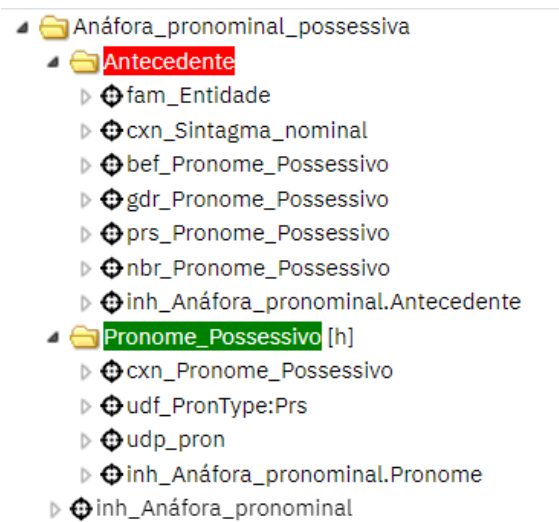 Anáfora_pronominal_possessiva
Antecedente
fam_Entidade
cxn_Sintagma_nominal
bef_Pronome_Possessivo
gdr_Pronome_Possessivo
prs_Pronome_Possessivo
nbr_Pronome_Possessivo
inh_Anáfora_pronominal.Antecedente
Pronome_Possessivo [h]
cxn_Pronome_Possessivo
udf_PronType:Prs
udp_pron
inh_Anáfora_pronominal.Pronome
inh_Anáfora_pronominal